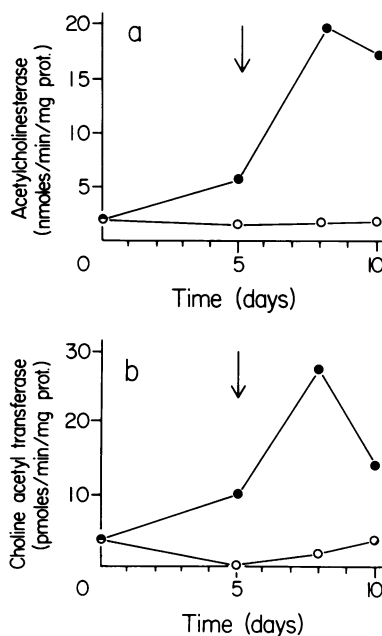 a
Acetylcholinesterase
(nmoles/min/mg prot.)
20
15
10
5
0
5
10
Time (days)
b
Choline acetyl transferase
(pmoles/min/mg prot.)
30
20
10
0
5
10
Time (days)